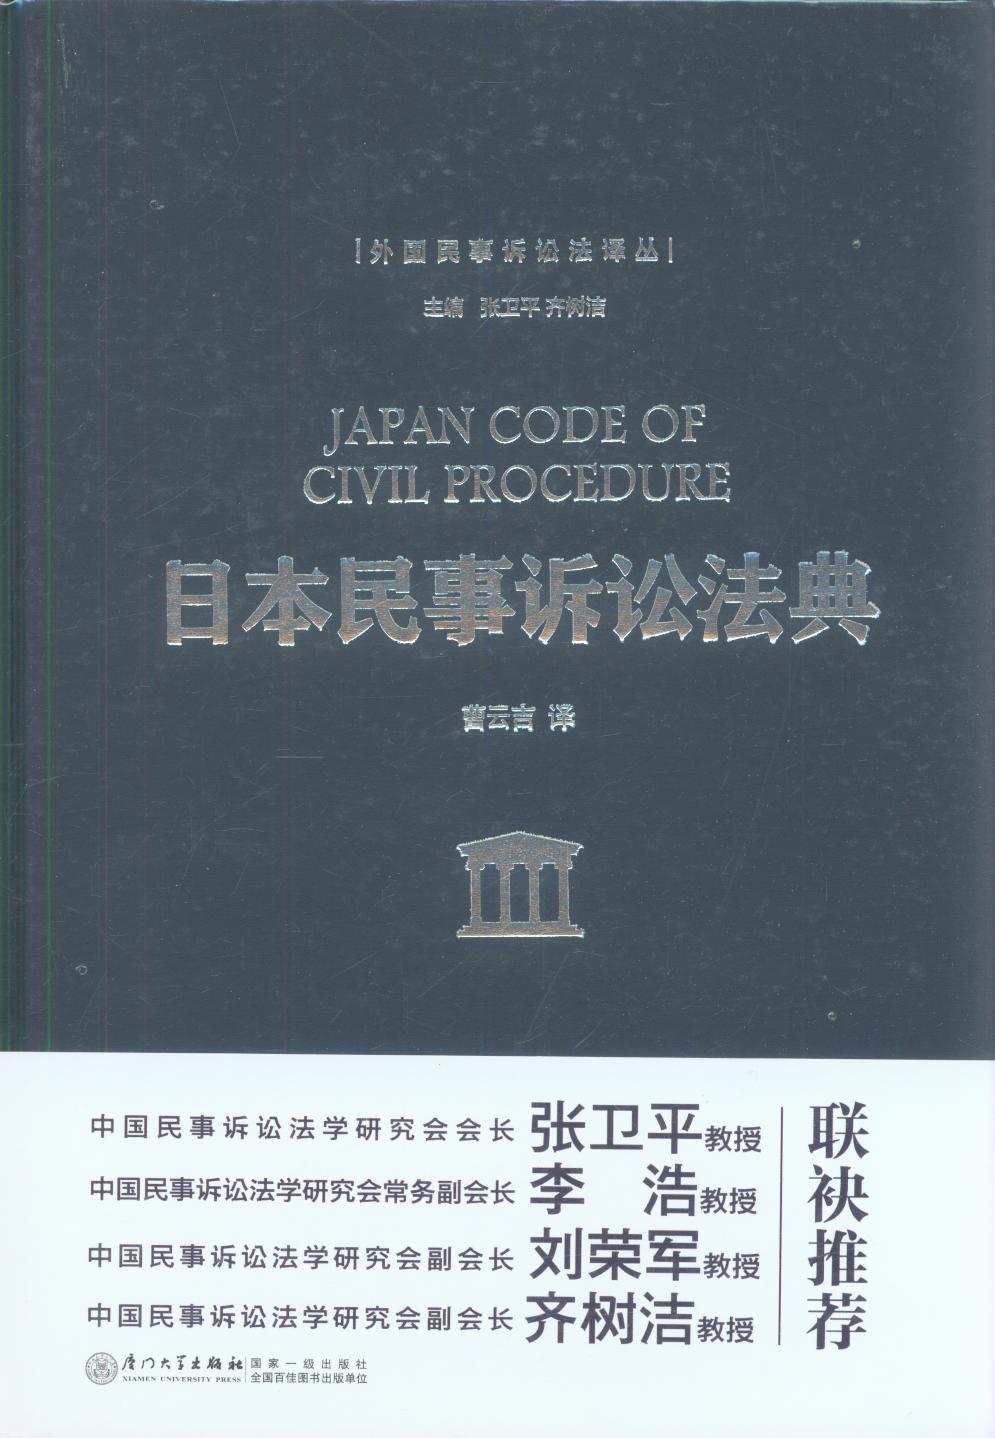 |外国民事诉讼法译丛|
主编 张卫平 齐树洁
JAPAN CODE OF
CIVIL PROCEDURE
日本民事诉讼法典
曹云吉 译
中国民事诉讼法学研究会会长 张卫平教授
中国民事诉讼法学研究会常务副会长 李浩教授
中国民事诉讼法学研究会副会长 刘荣军教授
中国民事诉讼法学研究会副会长 齐树洁教授
联袂推荐
厦门大学出版社
XIAMEN UNIVERSITY PRESS
国家一级出版社
全国百佳图书出版单位